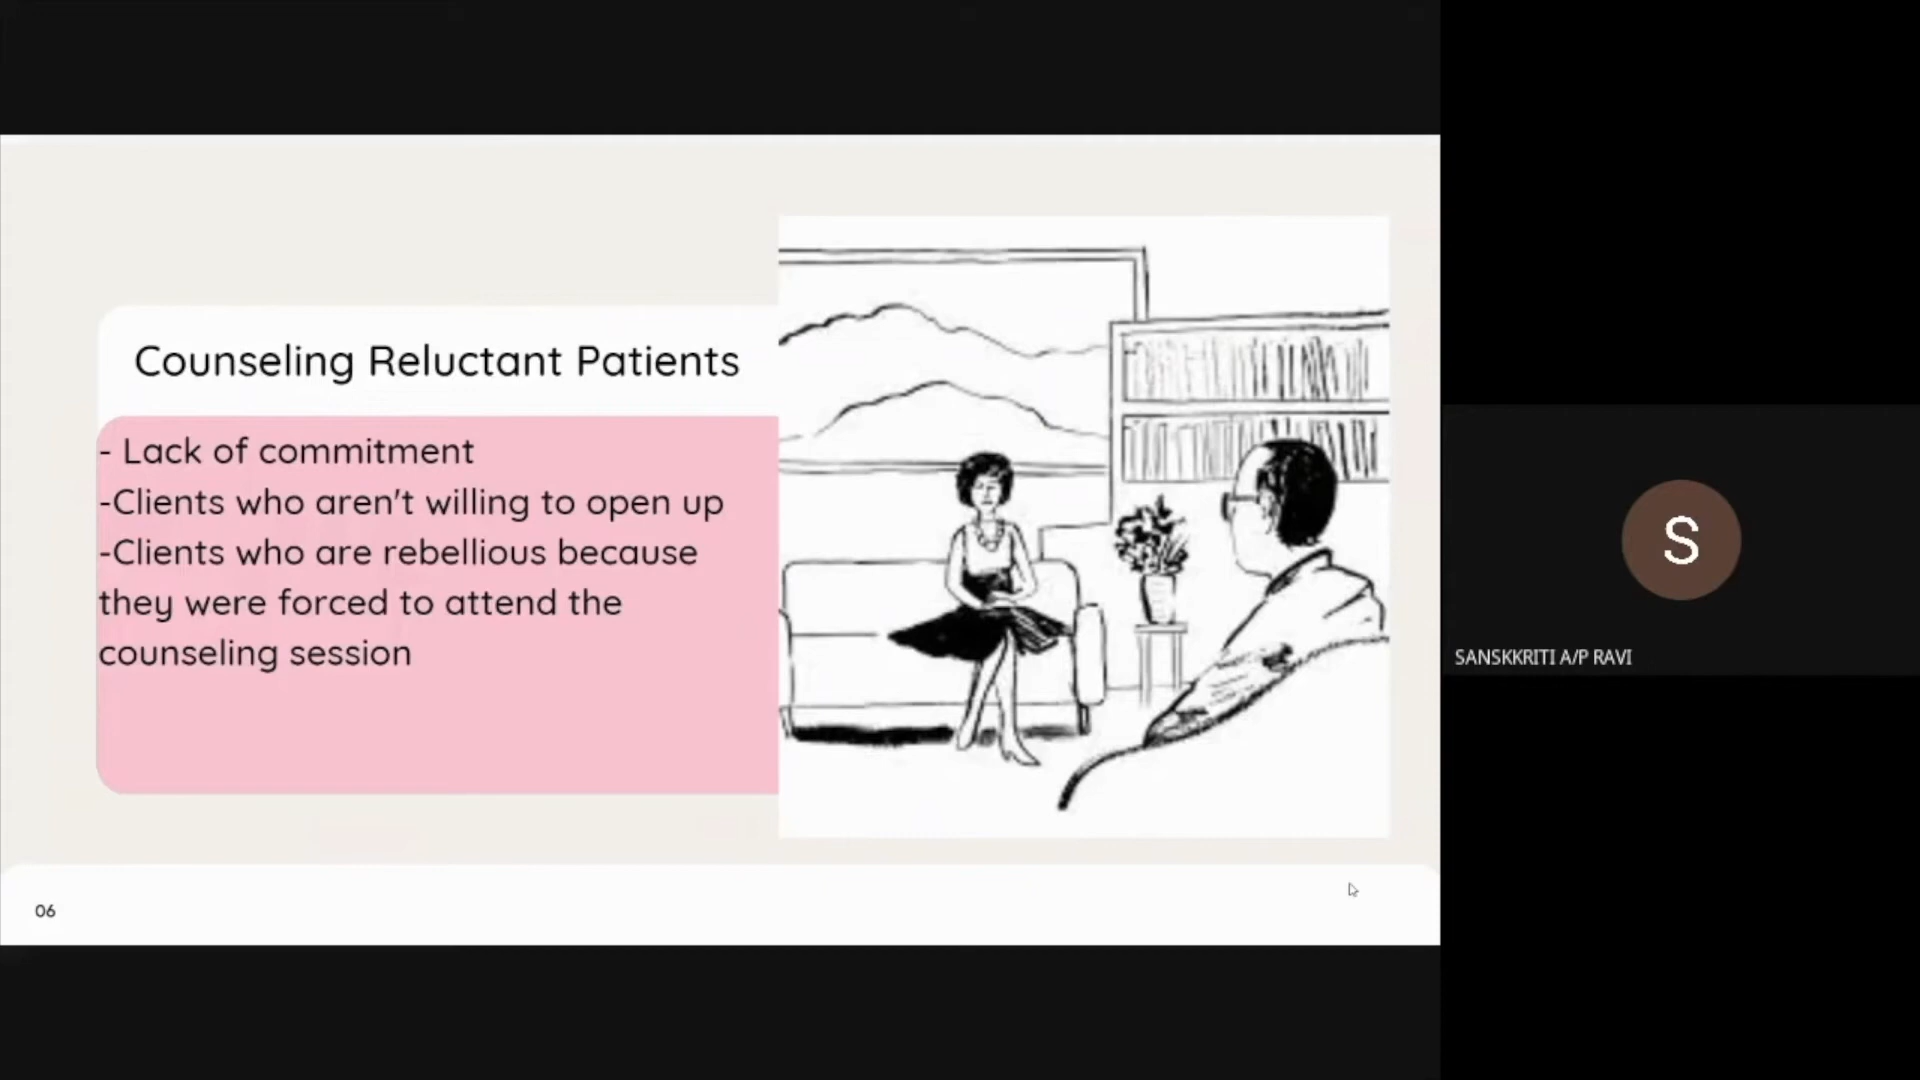 Counseling Reluctant Patients
- Lack of commitment
-Clients who aren't willing to open up
-Clients who are rebellious because
they were forced to attend the
counseling session
06
S
SANSKKRITI A/P RAVI